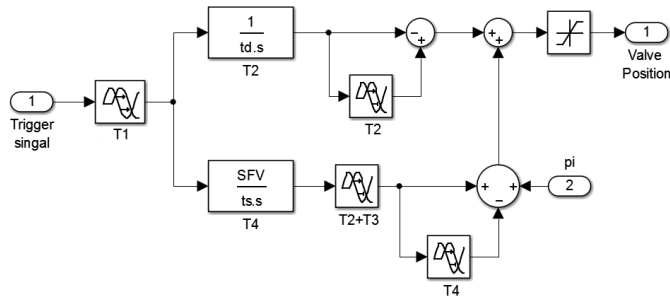 1
td.s
T2
- +
+ +
1
Valve
Position
1
Trigger
singal
T1
T2
SFV
ts.s
T4
T2+T3
+ +
-
pi
2
T4